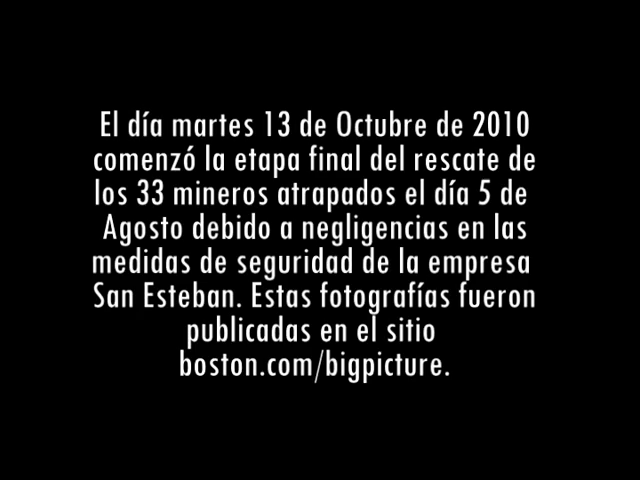 El día martes 13 de Octubre de 2010
comenzó la etapa final del rescate de
los 33 mineros atrapados el día 5 de
Agosto debido a negligencias en las
medidas de seguridad de la empresa
San Esteban. Estas fotografías fueron
publicadas en el sitio
boston.com/bigpicture.